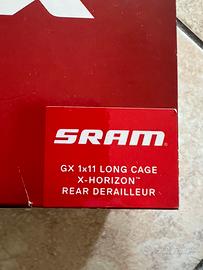 SRAM
GX 1x11 LONG CAGE
X-HORIZON™
REAR DERAILLEUR